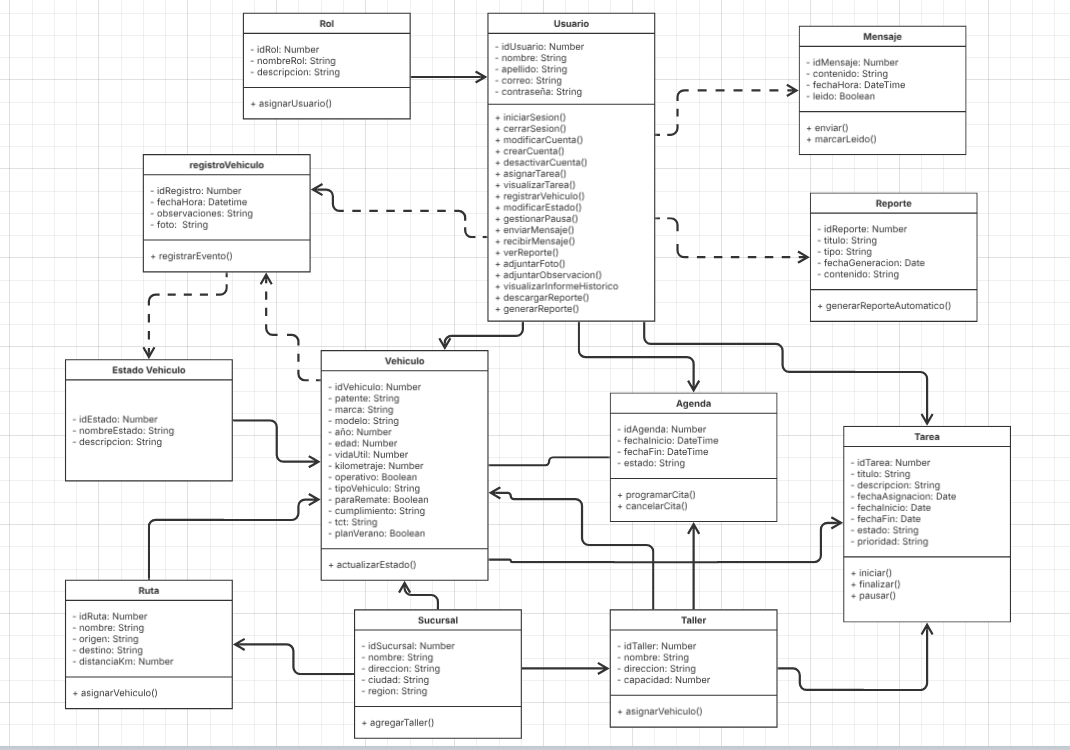 Rol
- idRol: Number
- nombreRol: String
- descripcion: String
+ asignarUsuario()
Usuario
- idUsuario: Number
- nombre: String
- apellido: String
- correo: String
- contraseña: String
+ iniciarSesion()
+ cerrarSesion()
+ modificarCuenta()
+ crearCuenta()
+ desactivarCuenta()
+ asignarTarea()
+ visualizarTarea()
+ registrarVehiculo()
+ modificarEstado()
+ gestionarPausa()
+ enviarMensaje()
+ recibirMensaje()
+ verReporte()
+ adjuntarFoto()
+ adjuntarObservacion()
+ visualizarInformeHistorico
+ descargarReporte()
+ generarReporte()
Mensaje
- idMensaje: Number
- contenido: String
- fechaHora: DateTime
- leido: Boolean
+ enviar()
+ marcarLeido()
registroVehiculo
- idRegistro: Number
- fechaHora: Datetime
- observaciones: String
- foto: String
+ registrarEvento()
Reporte
- idReporte: Number
- titulo: String
- tipo: String
- fechaGeneracion: Date
- contenido: String
+ generarReporteAutomatico()
Estado Vehiculo
- idEstado: Number
- nombreEstado: String
- descripcion: String
Vehiculo
- idVehiculo: Number
- patente: String
- marca: String
- modelo: String
- año: Number
- edad: Number
- vidaUtil: Number
- kilometraje: Number
- operativo: Boolean
- tipoVehiculo: String
- paraRemate: Boolean
- cumplimiento: String
- tct: String
- planVerano: Boolean
+ actualizarEstado()
Agenda
- idAgenda: Number
- fechaInicio: DateTime
- fechaFin: DateTime
- estado: String
+ programarCita()
+ cancelarCita()
Tarea
- idTarea: Number
- titulo: String
- descripcion: String
- fechaAsignacion: Date
- fechaInicio: Date
- fechaFin: Date
- estado: String
- prioridad: String
+ iniciar()
+ finalizar()
+ pausar()
Ruta
- idRuta: Number
- nombre: String
- origen: String
- destino: String
- distanciaKm: Number
+ asignarVehiculo()
Sucursal
- idSucursal: Number
- nombre: String
- direccion: String
- ciudad: String
- region: String
+ agregarTaller()
Taller
- idTaller: Number
- nombre: String
- direccion: String
- capacidad: Number
+ asignarVehiculo()